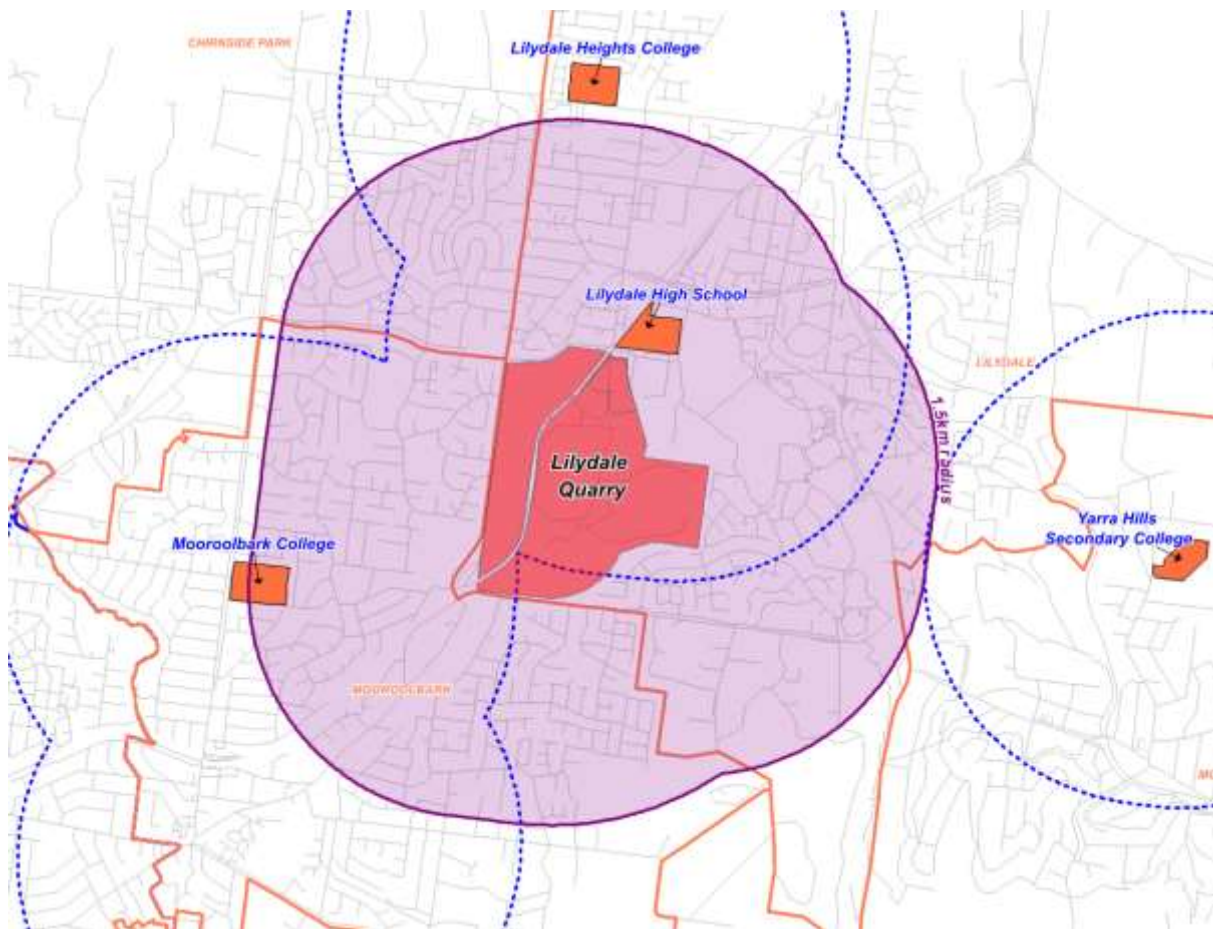 CHIRNSIDE PARK
Lilydale Heights College
Lilydale High School
LILYDALE
1.5km radius
Lilydale
Quarry
Mooroolbark College
Yarra Hills
Secondary College
MOOROOLBARK
MO